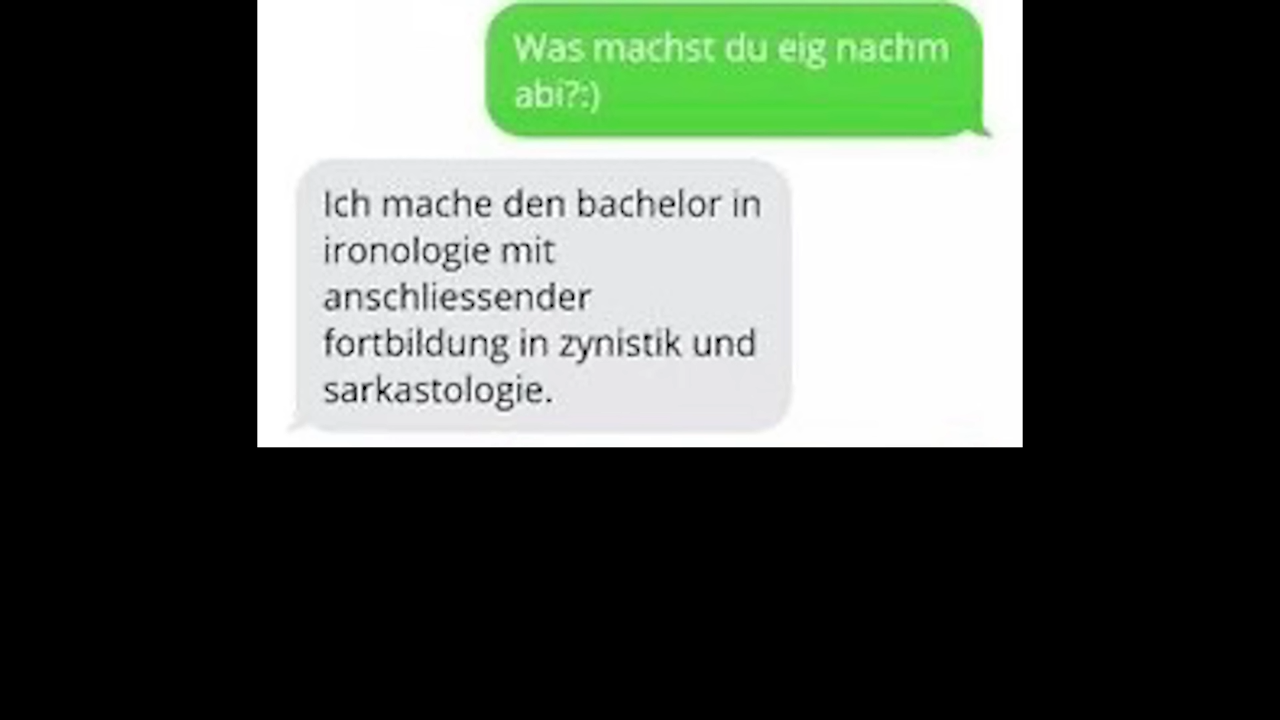 Was machst du eig nachm
abi?:)
Ich mache den bachelor in
ironologie mit
anschliessender
fortbildung in zynistik und
sarkastologie.